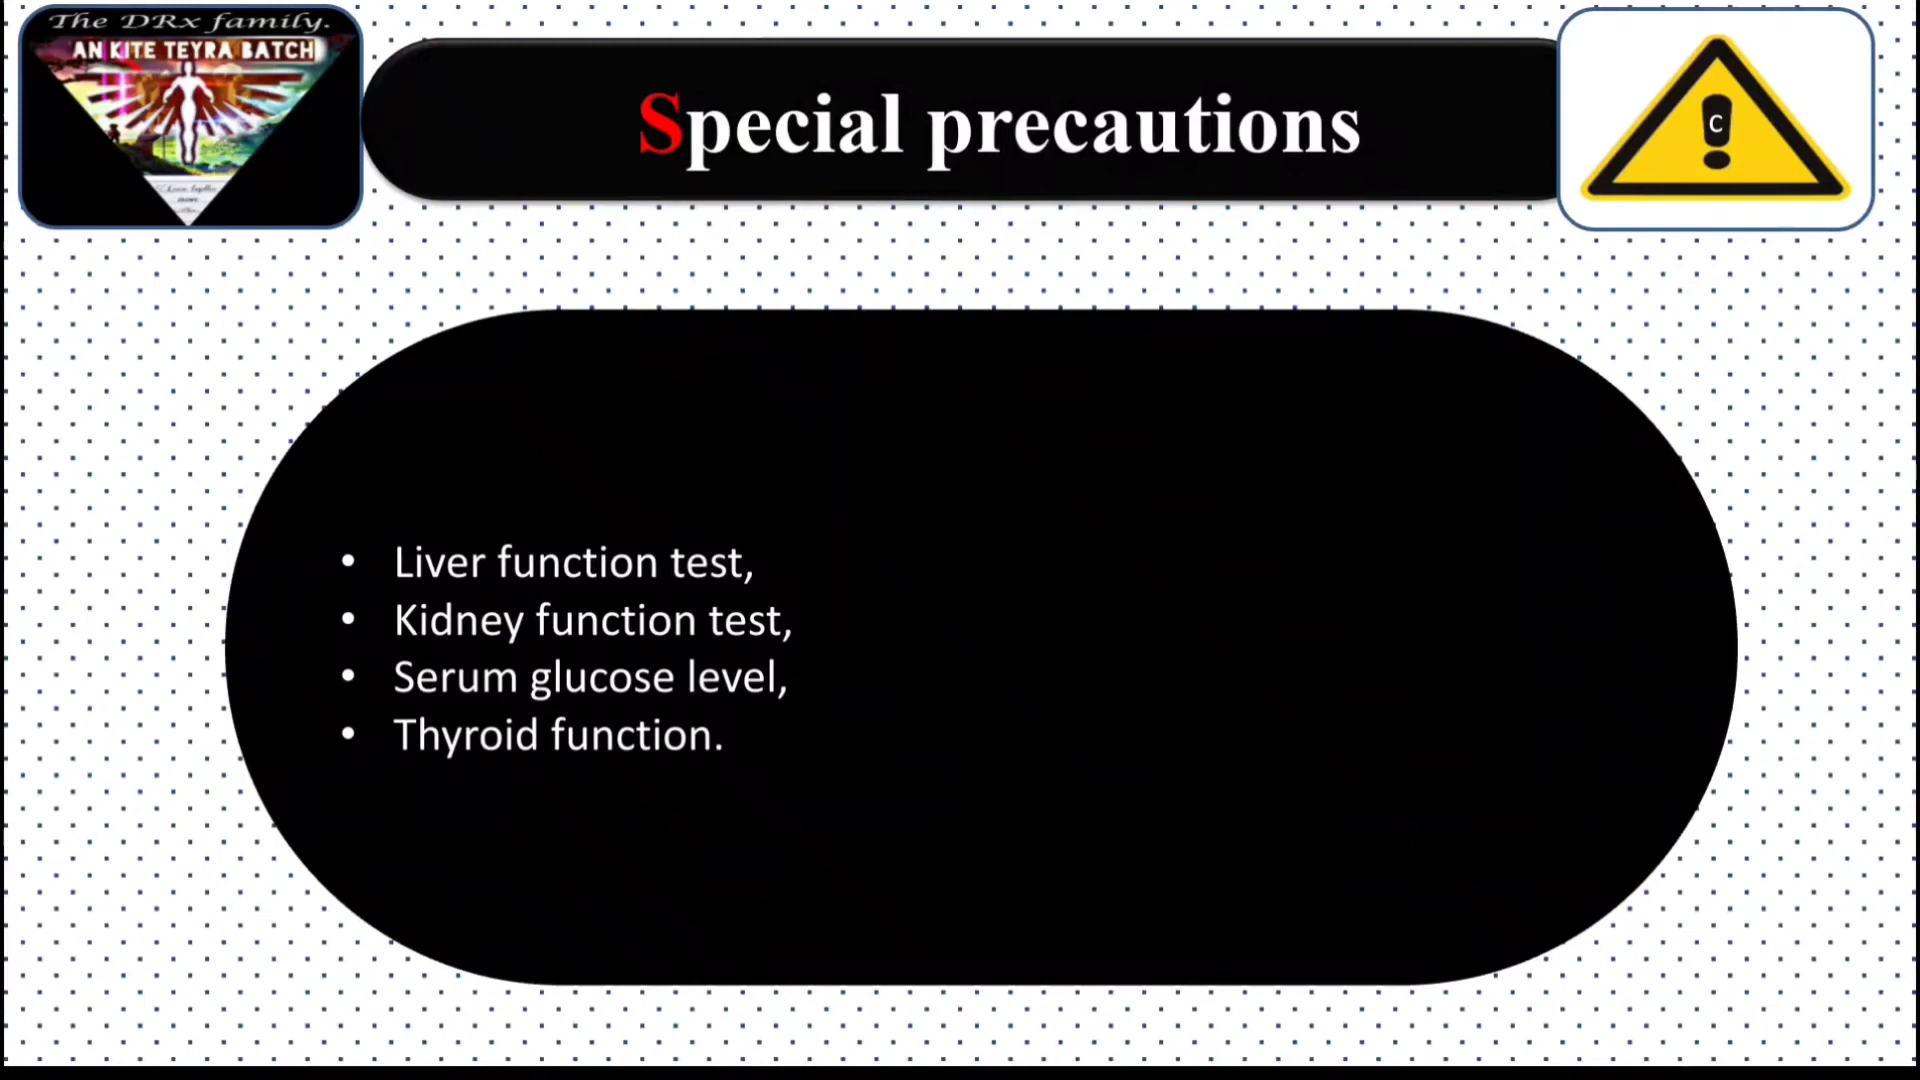 The DRx family.
AN KITE TEYRA BATCH
Special precautions
C
• Liver function test,
• Kidney function test,
• Serum glucose level,
• Thyroid function.